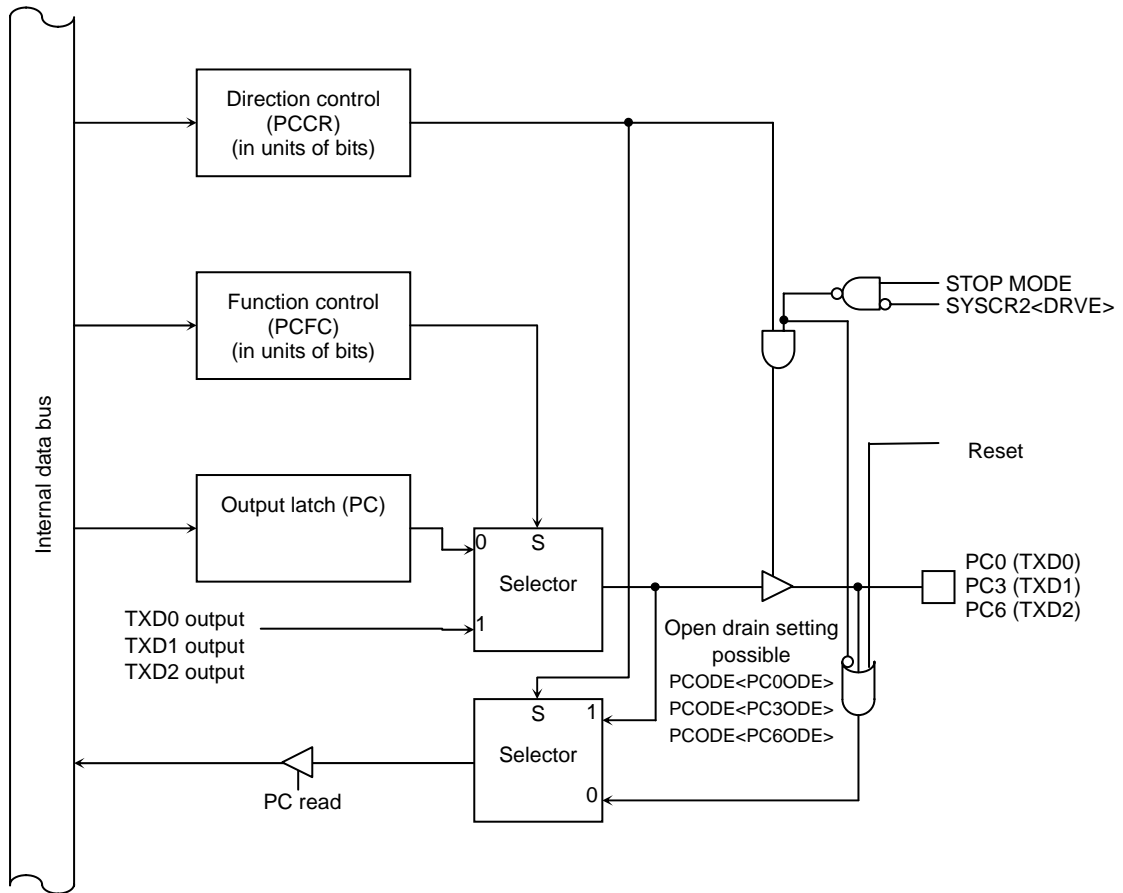 Internal data bus
Direction control
(PCCR)
(in units of bits)
Function control
(PCFC)
(in units of bits)
STOP MODE
SYSCR2<DRVE>
Reset
Output latch (PC)
0
S
Selector
1
TXD0 output
TXD1 output
TXD2 output
PC0 (TXD0)
PC3 (TXD1)
PC6 (TXD2)
Open drain setting
possible
PCODE<PC0ODE>
PCODE<PC3ODE>
PCODE<PC6ODE>
S
1
Selector
0
PC read